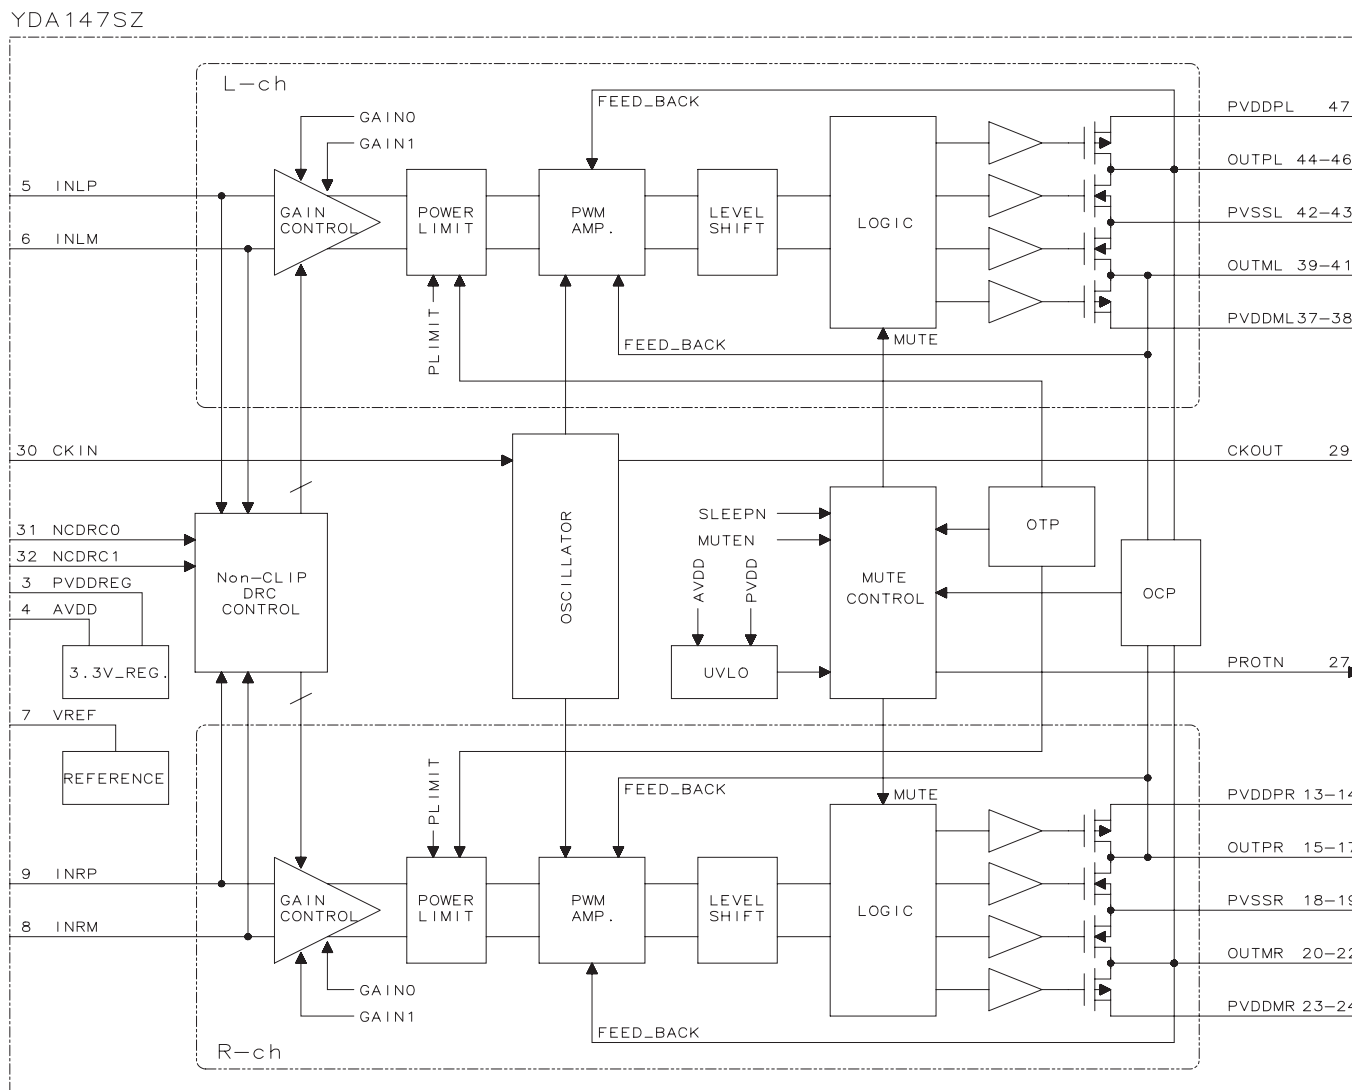 YDA147SZ
L-ch
FEED_BACK
GAIN0
GAIN1
PVDDPL 47
5 INLP
OUTPL 44-46
GAIN
CONTROL
POWER
LIMIT
PWM
AMP.
LEVEL
SHIFT
LOGIC
PVSSL 42-43
6 INLM
OUTML 39-41
PLIMIT
FEED_BACK
MUTE
PVDDML 37-38
30 CKIN
CKOUT 29
31 NCDRC0
32 NCDRC1
3 PVDDREG
4 AVDD
3.3V_REG.
Non-CLIP
DRC
CONTROL
OSCILLATOR
SLEEPN
MUTEN
AVDD
PVDD
UVLO
MUTE
CONTROL
OTP
OCP
PROTN 27
7 VREF
REFERENCE
PLIMIT
FEED_BACK
MUTE
PVDDPR 13-14
OUTPR 15-17
9 INRP
GAIN
CONTROL
POWER
LIMIT
PWM
AMP.
LEVEL
SHIFT
LOGIC
PVSSR 18-19
8 INRM
OUTMR 20-22
GAIN0
GAIN1
PVDDMR 23-24
FEED_BACK
R-ch